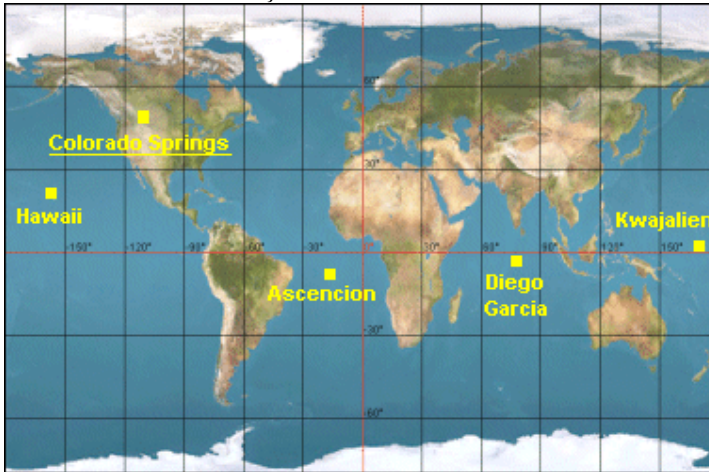 60°
Colorado Springs
30°
Hawaii
Kwajalien
-150° -120° -90° -60° -30° 0° 30° 60° 90° 150°
Ascencion
Diego
Garcia
-30°
-60°